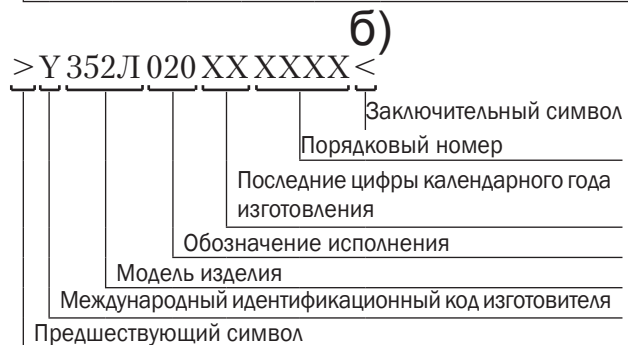 б)
>Y352Л020XXXXXX<
Заключительный символ
Порядковый номер
Последние цифры календарного года
изготовления
Обозначение исполнения
Модель изделия
Международный идентификационный код изготовителя
Предшествующий символ